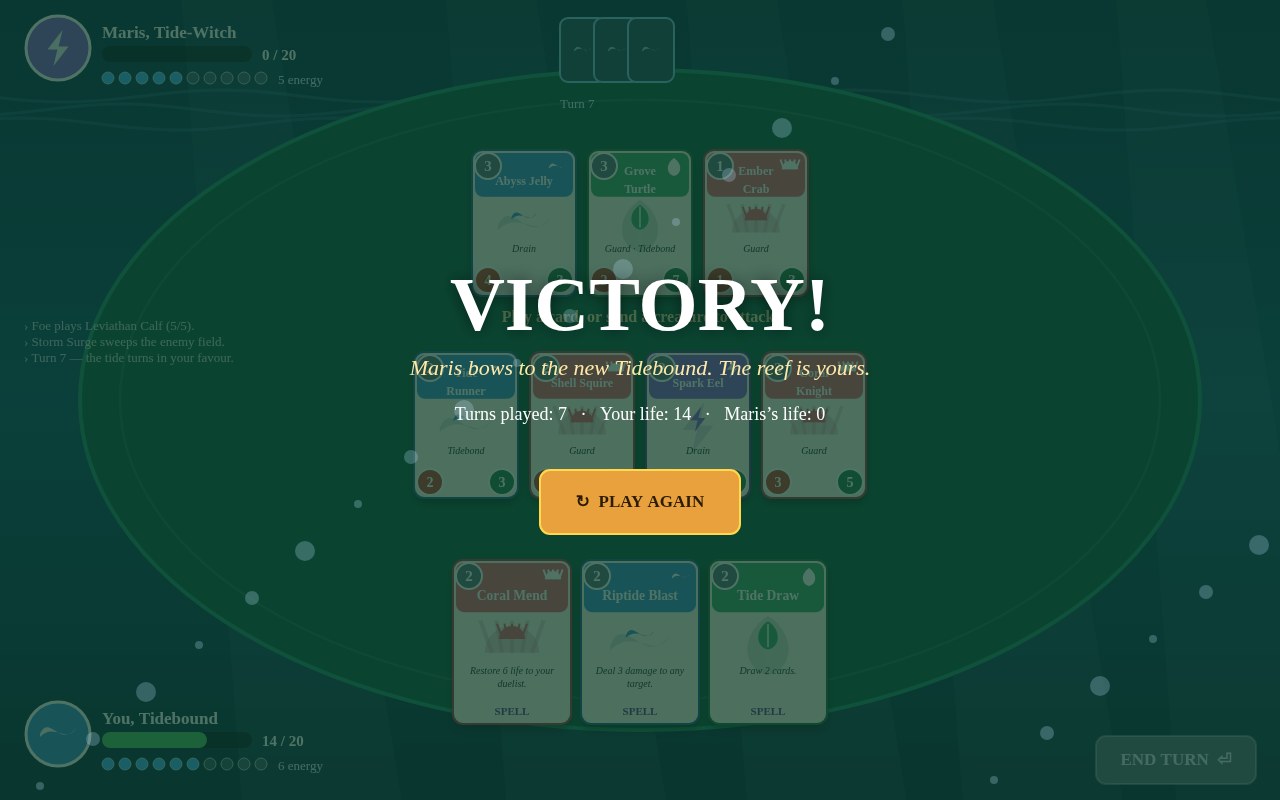 Maris, Tide-Witch
0 / 20
5 energy
Turn 7
3
Abyss Jelly
Drain
3
Grove
Turtle
Guard · Tidebond
1
Ember
Crab
Guard
VICTORY!
› Foe plays Leviathan Calf (5/5).
› Storm Surge sweeps the enemy field.
› Turn 7 — the tide turns in your favour.
Maris bows to the new Tidebound. The reef is yours.
Runner
Tidebond
2
3
Shell Squire
Guard
Spark Eel
Drain
Knight
Guard
3
5
Turns played: 7 · Your life: 14 · Maris’s life: 0
↻ PLAY AGAIN
2
Coral Mend
Restore 6 life to your
duelist.
SPELL
2
Riptide Blast
Deal 3 damage to any
target.
SPELL
2
Tide Draw
Draw 2 cards.
SPELL
You, Tidebound
14 / 20
6 energy
END TURN ⏎